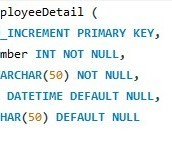 ployeeDetail (
_INCREMENT PRIMARY KEY,
mber INT NOT NULL,
ARCHAR(50) NOT NULL,
DATETIME DEFAULT NULL,
HAR(50) DEFAULT NULL